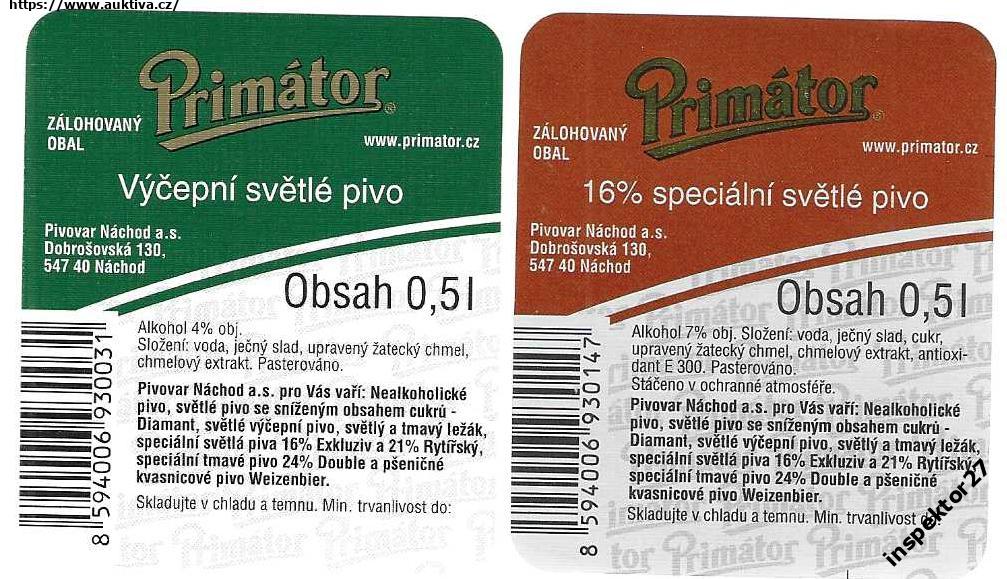 https://www.auktiva.cz/
Primátor®
ZÁLOHOVANÝ
OBAL
www.primator.cz
Výčepní světlé pivo
Pivovar Náchod a.s.
Dobrošovská 130,
547 40 Náchod
Obsah 0,5 l
Alkohol 4% obj.
Složení: voda, ječný slad, upravený žatecký chmel,
chmelový extrakt. Pasterováno.
Pivovar Náchod a.s. pro Vás vaří: Nealkoholické
pivo, světlé pivo se sníženým obsahem cukrů -
Diamant, světlé výčepní pivo, světlý a tmavý ležák,
speciální světlá piva 16% Exkluziv a 21% Rytířský,
speciální tmavé pivo 24% Double a pšeničné
kvasnicové pivo Weizenbier.
Skladujte v chladu a temnu. Min. trvanlivost do:
8 594006 930031
Primátor®
ZÁLOHOVANÝ
OBAL
www.primator.cz
16% speciální světlé pivo
Pivovar Náchod a.s.
Dobrošovská 130,
547 40 Náchod
Obsah 0,5 l
Alkohol 7% obj. Složení: voda, ječný slad, cukr,
upravený žatecký chmel, chmelový extrakt, antioxi-
dant E 300. Pasterováno.
Stáčeno v ochranné atmosféře.
Pivovar Náchod a.s. pro Vás vaří: Nealkoholické
pivo, světlé pivo se sníženým obsahem cukrů -
Diamant, světlé výčepní pivo, světlý a tmavý ležák,
speciální světlá piva 16% Exkluziv a 21% Rytířský,
speciální tmavé pivo 24% Double a pšeničné
kvasnicové pivo Weizenbier.
Skladujte v chladu a temnu. Min. trvanlivost
8 594006 930147
inspektor 27